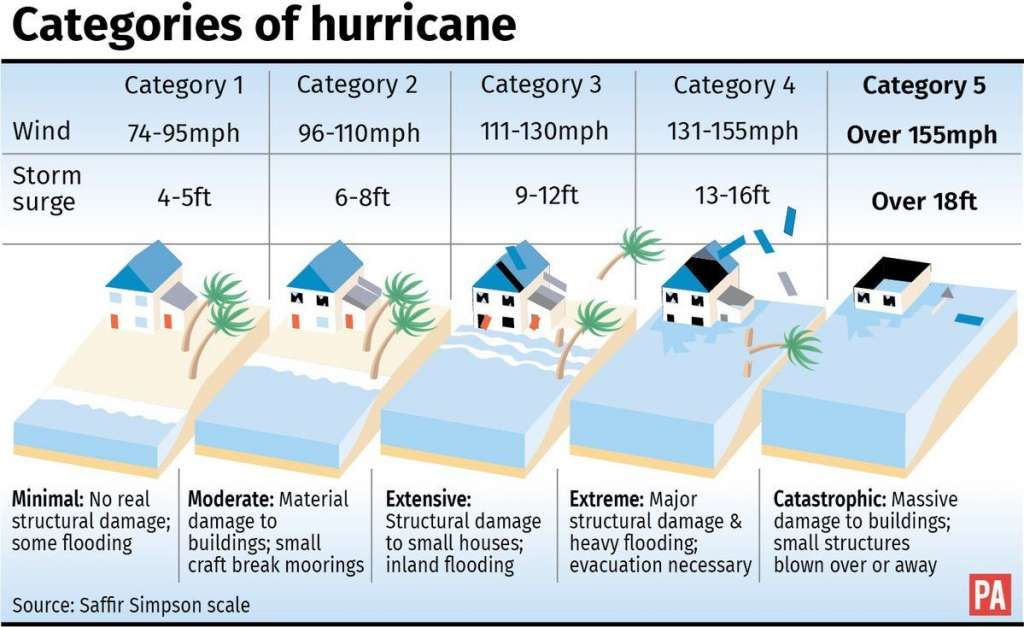 Categories of hurricane
Category 1 Category 2 Category 3 Category 4 Category 5
Wind 74-95mph 96-110mph 111-130mph 131-155mph Over 155mph
Storm
surge 4-5ft 6-8ft 9-12ft 13-16ft Over 18ft
Minimal: No real
structural damage;
some flooding
Moderate: Material
damage to
buildings; small
craft break moorings
Extensive:
Structural damage
to small houses;
inland flooding
Extreme: Major
structural damage &
heavy flooding;
evacuation necessary
Catastrophic: Massive
damage to buildings;
small structures
blown over or away
Source: Saffir Simpson scale
PA